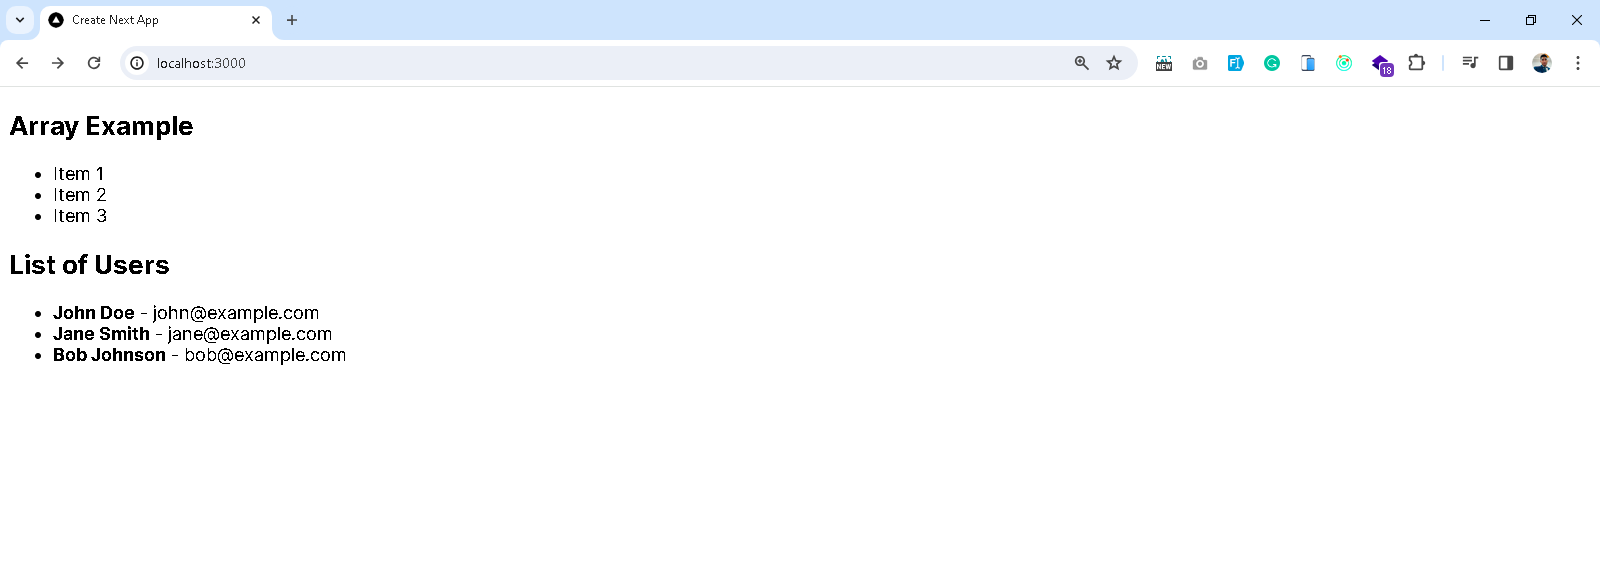 Create Next App
localhost:3000
NEW
18
Array Example
Item 1
Item 2
Item 3
List of Users
John Doe - john@example.com
Jane Smith - jane@example.com
Bob Johnson - bob@example.com